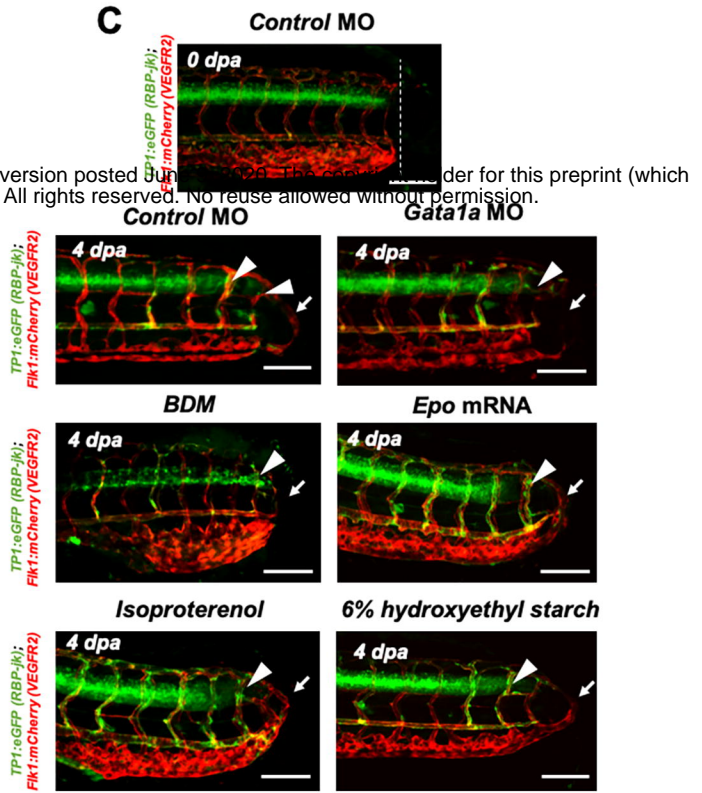 C
Control MO
0 dpa
TP1:eGFP (RBP-jk);
Flk1:mCherry (VEGFR2)
version posted
der for this preprint (which
All rights reserved. No reuse allowed without permission.
Control MO
Gata1a MO
TP1:eGFP (RBP-jk);
Flk1:mCherry (VEGFR2)
4 dpa
4 dpa
BDM
Epo mRNA
TP1:eGFP (RBP-jk);
Flk1:mCherry (VEGFR2)
4 dpa
4 dpa
Isoproterenol
6% hydroxyethyl starch
TP1:eGFP (RBP-jk);
Flk1:mCherry (VEGFR2)
4 dpa
4 dpa